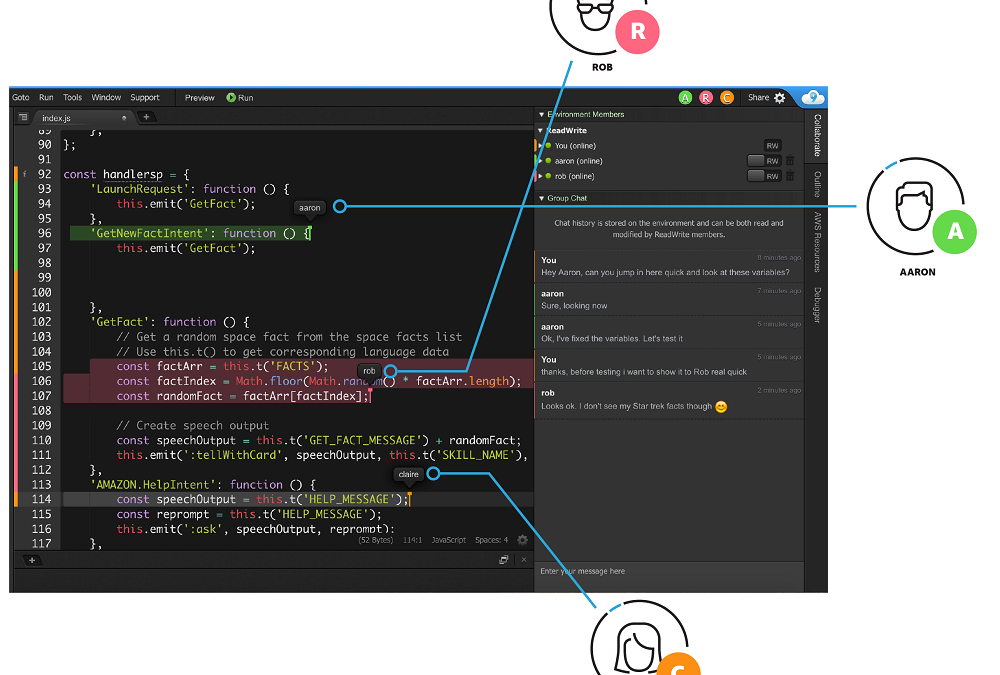 R
ROB
Goto Run Tools Window Support Preview Run
A R C Share
index.js
+
89 },
90 };
91
92 const handlersp = {
93 'LaunchRequest': function () {
94 this.emit('GetFact');
95 },
96 'GetNewFactIntent': function () {
97 this.emit('GetFact');
98
99
100
101 },
102 'GetFact': function () {
103 // Get a random space fact from the space facts list
104 // Use this.t() to get corresponding language data
105 const factArr = this.t('FACTS');
106 const factIndex = Math.floor(Math.random() * factArr.length);
107 const randomFact = factArr[factIndex];
108
109 // Create speech output
110 const speechOutput = this.t('GET_FACT_MESSAGE') + randomFact;
111 this.emit(':tellWithCard', speechOutput, this.t('SKILL_NAME'),
112 },
113 'AMAZON.HelpIntent': function () {
114 const speechOutput = this.t('HELP_MESSAGE');
115 const reprompt = this.t('HELP_MESSAGE');
116 this.emit(':ask', speechOutput, reprompt);
117 },
aaron
rob
claire
(52 Bytes) 114:1 JavaScript Spaces: 4
+
Environment Members
ReadWrite
You (online) RW
aaron (online) RW
rob (online) RW
Group Chat
Chat history is stored on the environment and can be both read and
modified by ReadWrite members.
You 8 minutes ago
Hey Aaron, can you jump in here quick and look at these variables?
aaron 7 minutes ago
Sure, looking now
aaron 5 minutes ago
Ok, I've fixed the variables. Let's test it
You 5 minutes ago
thanks, before testing i want to show it to Rob real quick
rob 2 minutes ago
Looks ok. I don't see my Star trek facts though 😊
Enter your message here
Collaborate
Outline
AWS Resources
Debugger
9
A
AARON
C